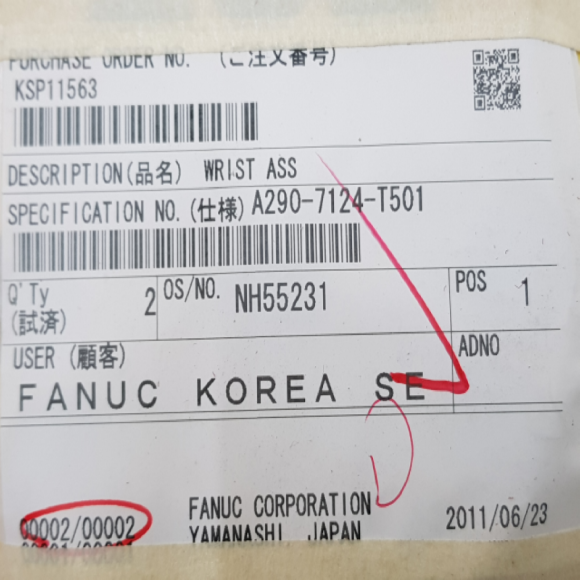 PURCHASE ORDER NO. (ご注文番号)
KSP11563
DESCRIPTION(品名) WRIST ASS
SPECIFICATION NO.(仕様) A290-7124-T501
Q'Ty 2 OS/NO. NH55231 POS 1
(試済)
USER (顧客) ADNO
FANUC KOREA SE
FANUC CORPORATION
00002/00002 YAMANASHI, JAPAN 2011/06/23